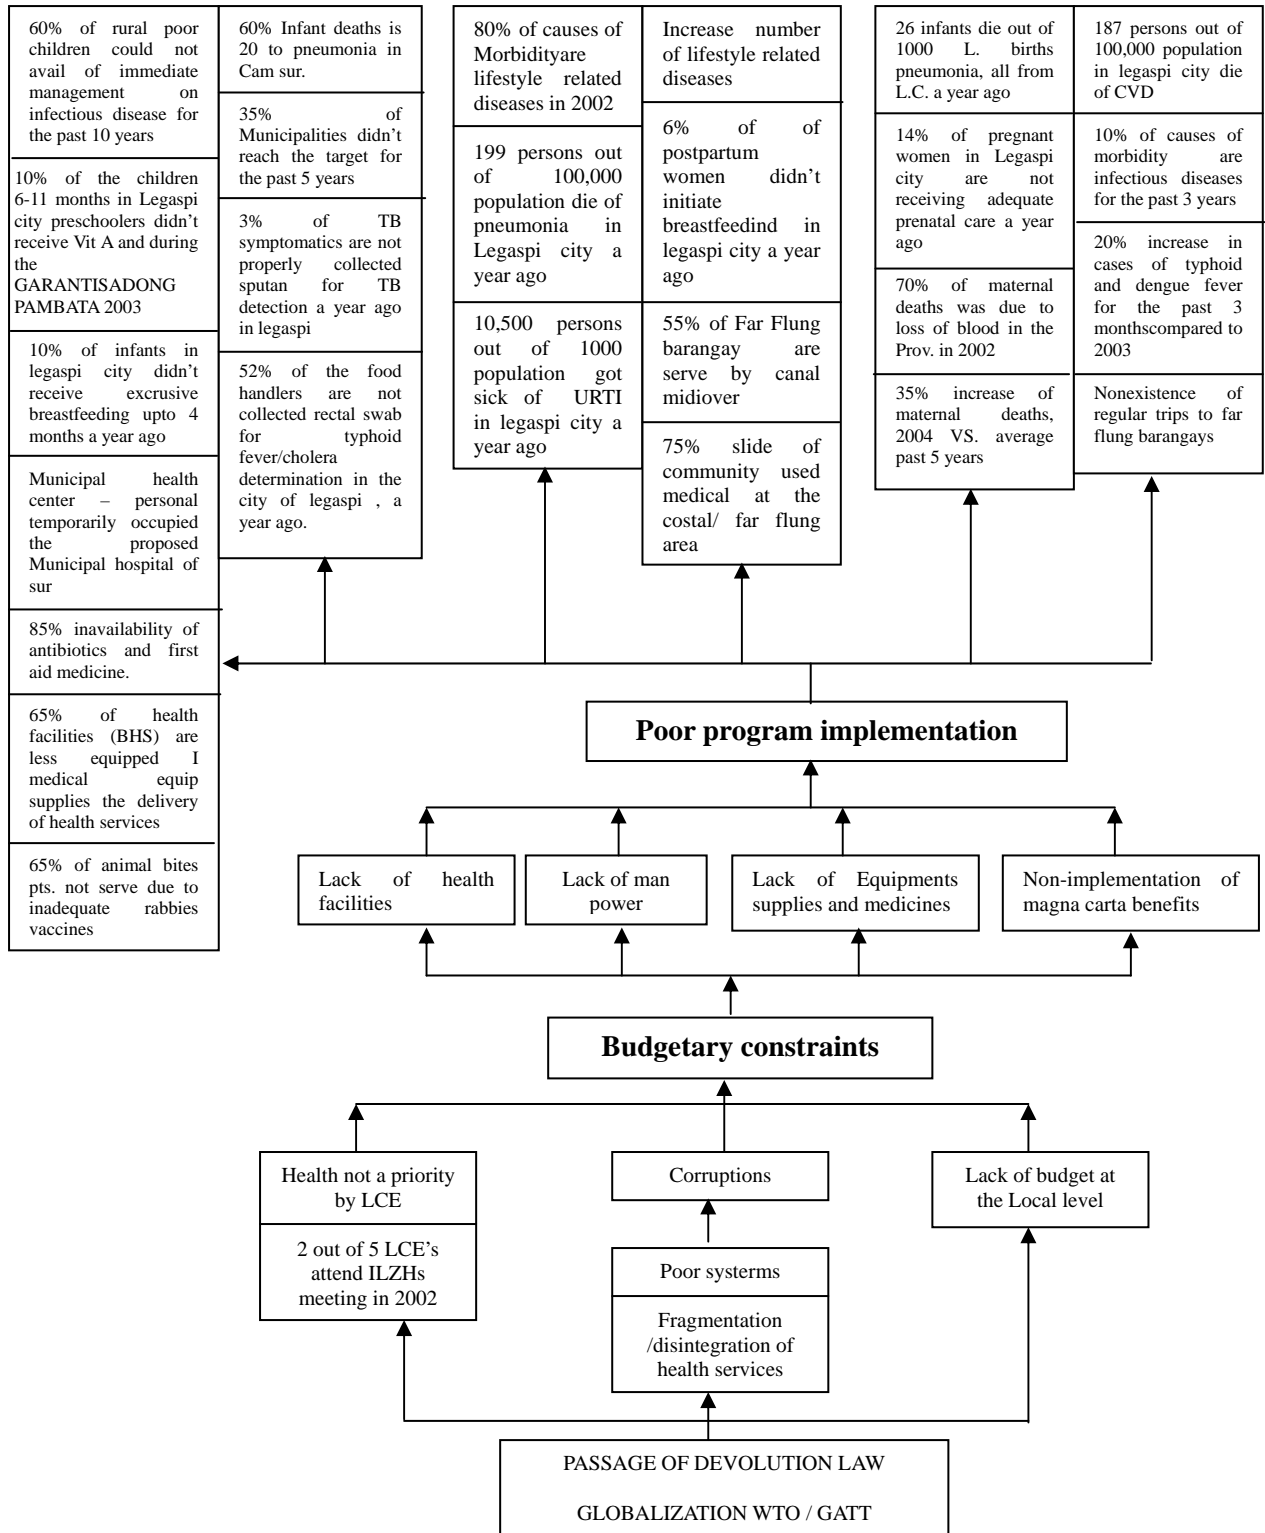 60% of rural poor
children could not
avail of immediate
management on
infectious disease for
the past 10 years
10% of the children
6-11 months in Legaspi
city preschoolers didn't
receive Vit A and during
the
GARANTISADONG
PAMBATA 2003
10% of infants in
legaspi city didn't
receive excrusive
breastfeeding upto 4
months a year ago
Municipal health
center – personal
temporarily occupied
the proposed
Municipal hospital of
sur
85% inavailability of
antibiotics and first
aid medicine.
65% of health
facilities (BHS) are
less equipped I
medical equip
supplies the delivery
of health services
65% of animal bites
pts. not serve due to
inadequate rabbies
vaccines
60% Infant deaths is
20 to pneumonia in
Cam sur.
35% of
Municipalities didn't
reach the target for
the past 5 years
3% of TB
symptomatics are not
properly collected
sputan for TB
detection a year ago
in legaspi
52% of the food
handlers are not
collected rectal swab
for typhoid
fever/cholera
determination in the
city of legaspi , a
year ago.
80% of causes of
Morbidityare
lifestyle related
diseases in 2002
199 persons out
of 100,000
population die of
pneumonia in
Legaspi city a
year ago
10,500 persons
out of 1000
population got
sick of URTI
in legaspi city a
year ago
Increase number
of lifestyle related
diseases
6% of of
postpartum
women didn't
initiate
breastfeedind in
legaspi city a year
ago
55% of Far Flung
barangay are
serve by canal
midiover
75% slide of
community used
medical at the
costal/ far flung
area
26 infants die out of
1000 L. births
pneumonia, all from
L.C. a year ago
14% of pregnant
women in Legaspi
city are not
receiving adequate
prenatal care a year
ago
70% of maternal
deaths was due to
loss of blood in the
Prov. in 2002
35% increase of
maternal deaths,
2004 VS. average
past 5 years
187 persons out of
100,000 population
in legaspi city die
of CVD
10% of causes of
morbidity are
infectious diseases
for the past 3 years
20% increase in
cases of typhoid
and dengue fever
for the past 3
monthscompared to
2003
Nonexistence of
regular trips to far
flung barangays
Poor program implementation
Lack of health
facilities
Lack of man
power
Lack of Equipments
supplies and medicines
Non-implementation of
magna carta benefits
Budgetary constraints
Health not a priority
by LCE
2 out of 5 LCE's
attend ILZHs
meeting in 2002
Corruptions
Poor systerms
Fragmentation
/disintegration of
health services
Lack of budget at
the Local level
PASSAGE OF DEVOLUTION LAW
GLOBALIZATION WTO / GATT